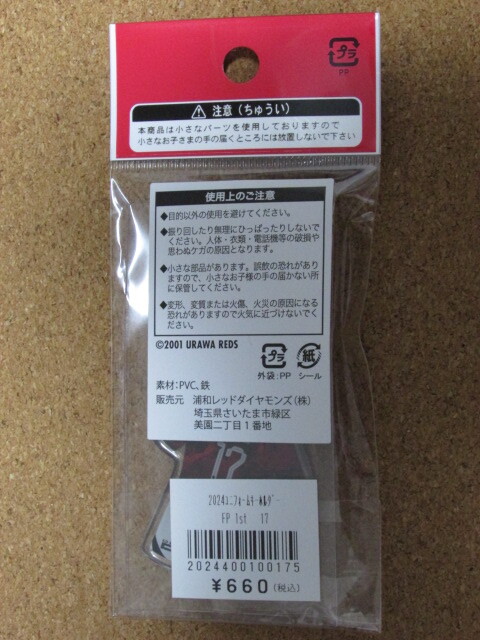 プラ
PP
注意（ちゅうい）
本商品は小さなパーツを使用しておりますので
小さなお子さまの手の届くところには放置しないで下さい
使用上のご注意
◆目的以外の使用を避けてください。
◆振り回したり無理にひっぱったりしないで
ください。人体・衣類・電話機等の破損や
思わぬケガの原因となります。
◆小さな部品があります。誤飲の恐れがあり
ますので、小さなお子様の手の届かない所
に保管してください。
◆変形、変質または火傷、火災の原因になる
恐れがありますので火気に近づけないでく
ださい。
©2001 URAWA REDS
プラ 紙
外袋:PP シール
素材:PVC、鉄
販売元 浦和レッドダイヤモンズ(株)
埼玉県さいたま市緑区
美園二丁目1番地
17
2024ﾕﾆﾌｫｰﾑｷｰﾎﾙﾀﾞｰ
FP 1st 17
2024400100175
¥660(税込)